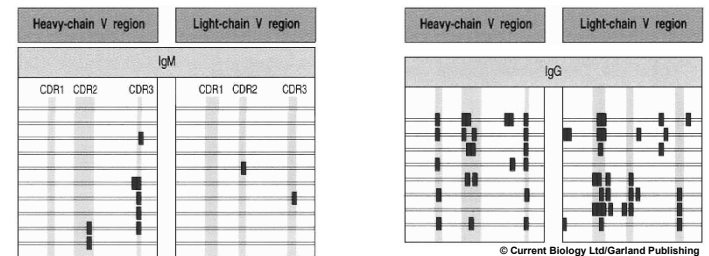 Heavy-chain V region Light-chain V region
IgM
CDR1 CDR2 CDR3 CDR1 CDR2 CDR3
Heavy-chain V region Light-chain V region
IgG
© Current Biology Ltd/Garland Publishing